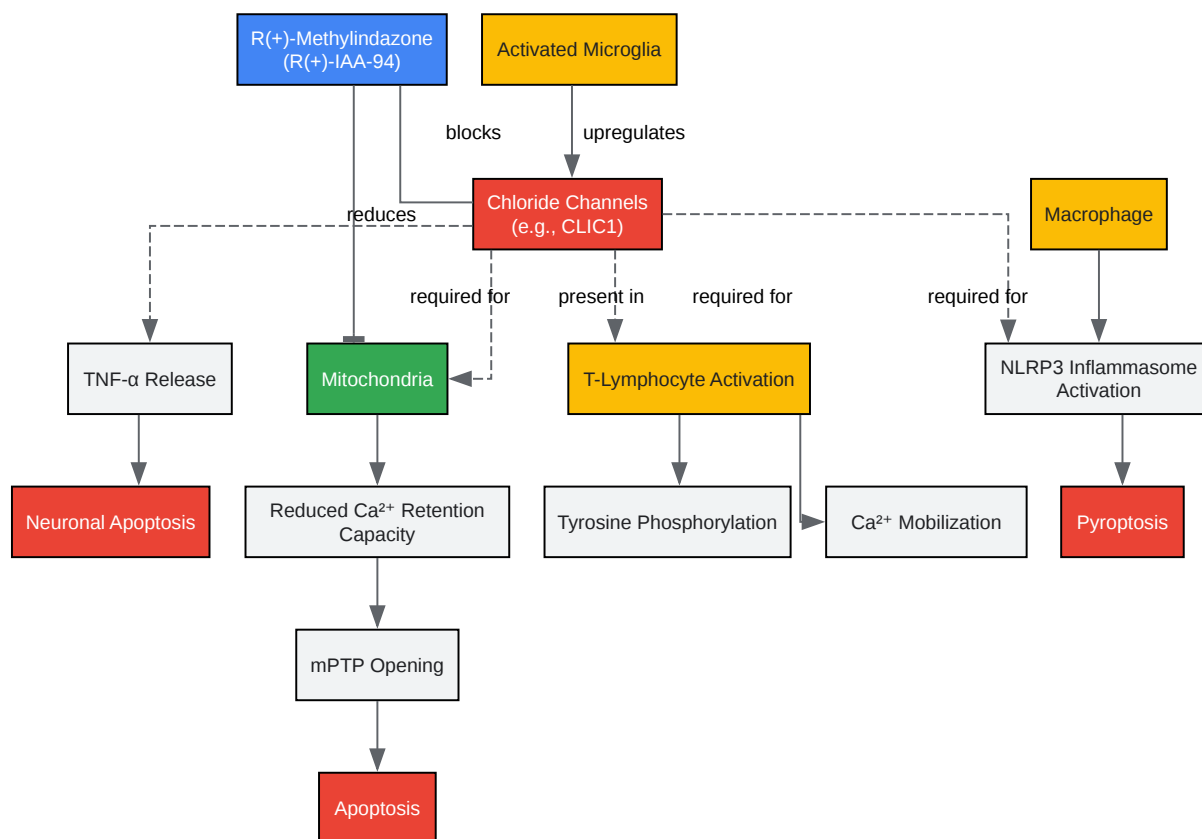 R(+)-Methylindazone
(R(+)-IAA-94)
Activated Microglia
blocks
upregulates
Chloride Channels
(e.g., CLIC1)
Macrophage
reduces
required for
present in
required for
required for
TNF-α Release
Mitochondria
T-Lymphocyte Activation
NLRP3 Inflammasome
Activation
Neuronal Apoptosis
Reduced Ca²⁺ Retention
Capacity
Tyrosine Phosphorylation
Ca²⁺ Mobilization
Pyroptosis
mPTP Opening
Apoptosis